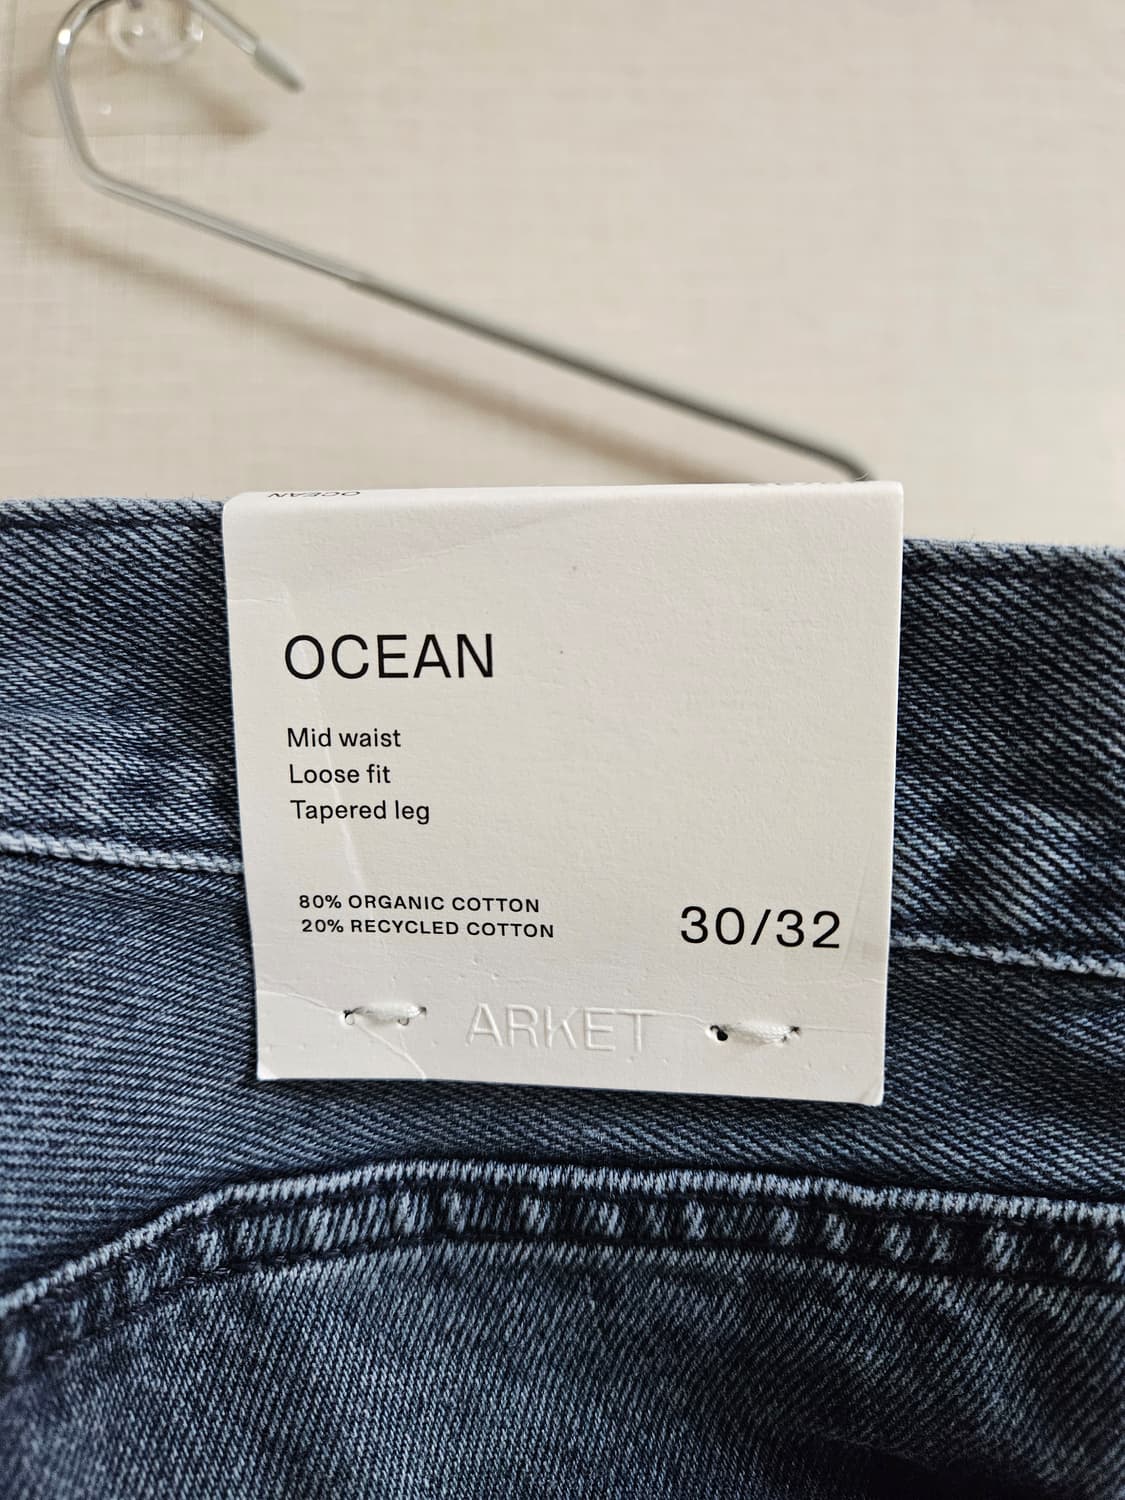 OCEAN
OCEAN
Mid waist
Loose fit
Tapered leg
80% ORGANIC COTTON
20% RECYCLED COTTON
30/32
ARKET